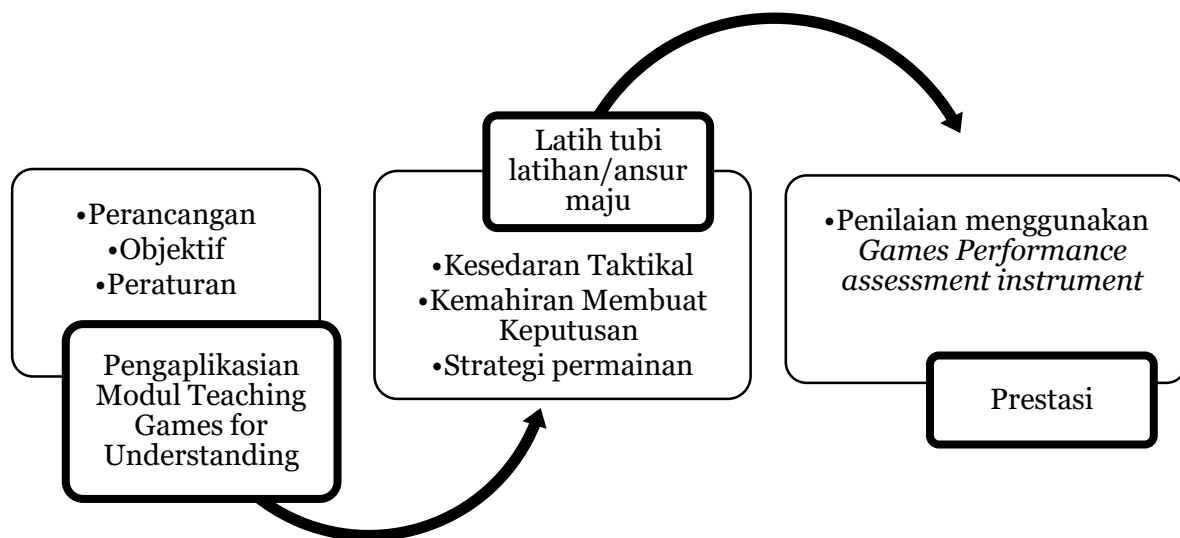 •Perancangan
•Objektif
•Peraturan
Pengaplikasian
Modul Teaching
Games for
Understanding
Latih tubi
latihan/ansur
maju
•Kesedaran Taktikal
•Kemahiran Membuat
Keputusan
•Strategi permainan
•Penilaian menggunakan
Games Performance
assessment instrument
Prestasi